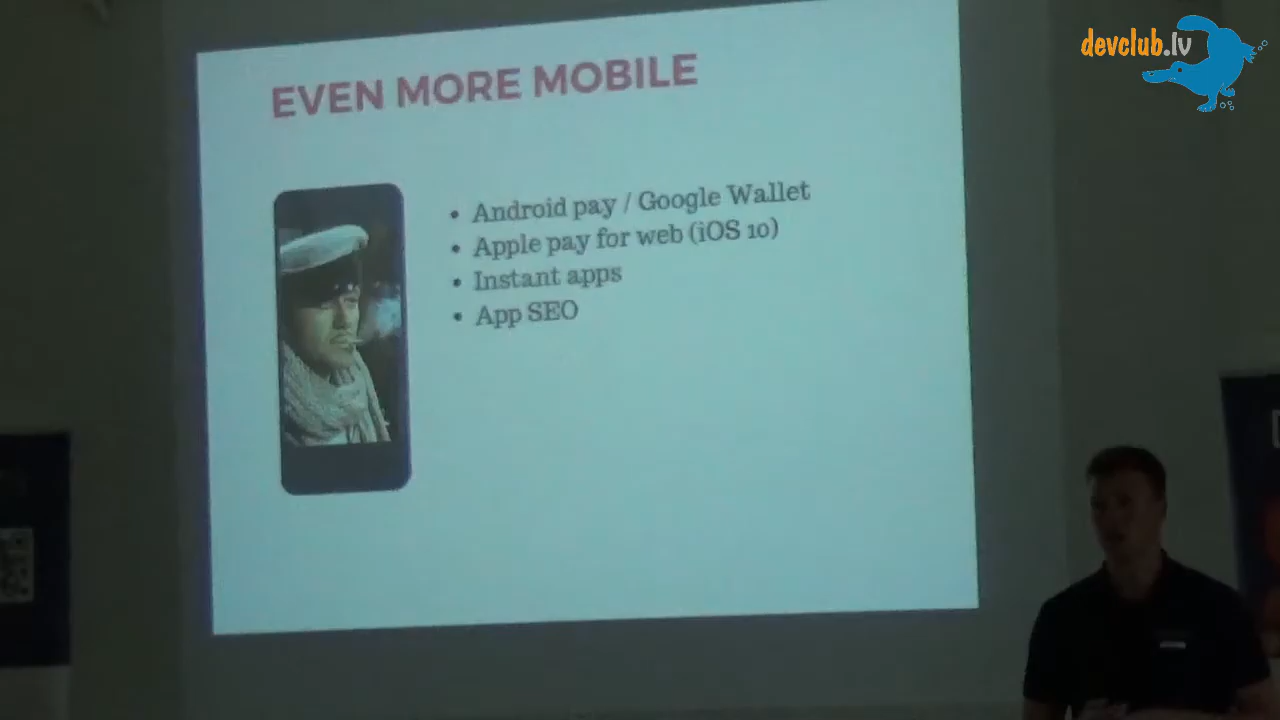 devclub.lv
EVEN MORE MOBILE
• Android pay / Google Wallet
• Apple pay for web (iOS 10)
• Instant apps
• App SEO